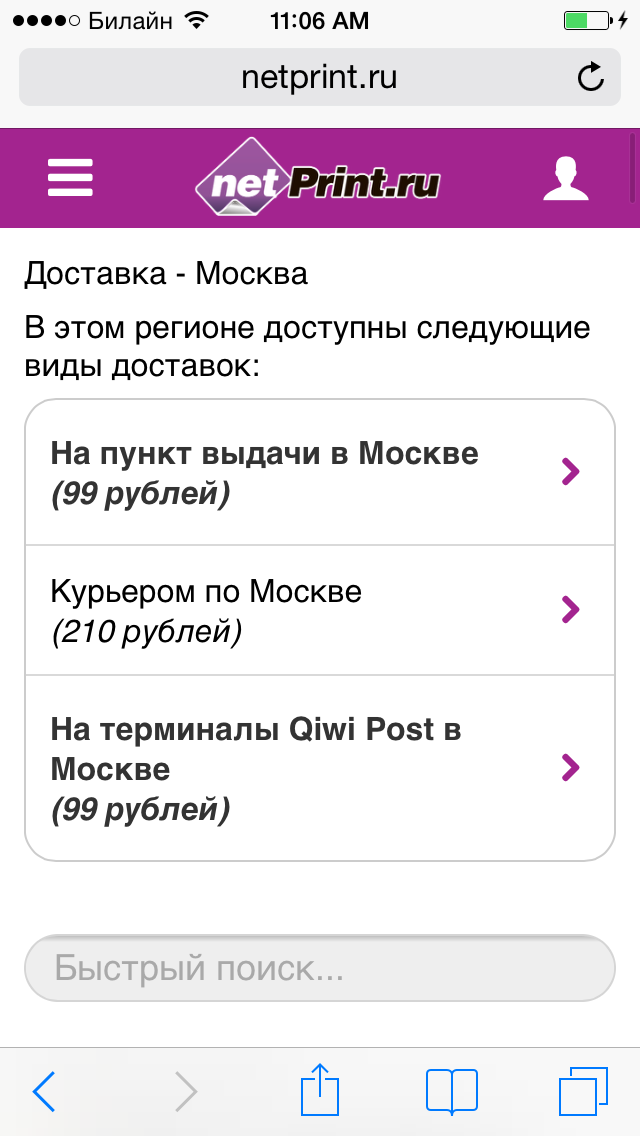 Билайн 11:06 AM
netprint.ru
netPrint.ru
Доставка - Москва
В этом регионе доступны следующие
виды доставок:
На пункт выдачи в Москве
(99 рублей)
Курьером по Москве
(210 рублей)
На терминалы Qiwi Post в
Москве
(99 рублей)
Быстрый поиск...